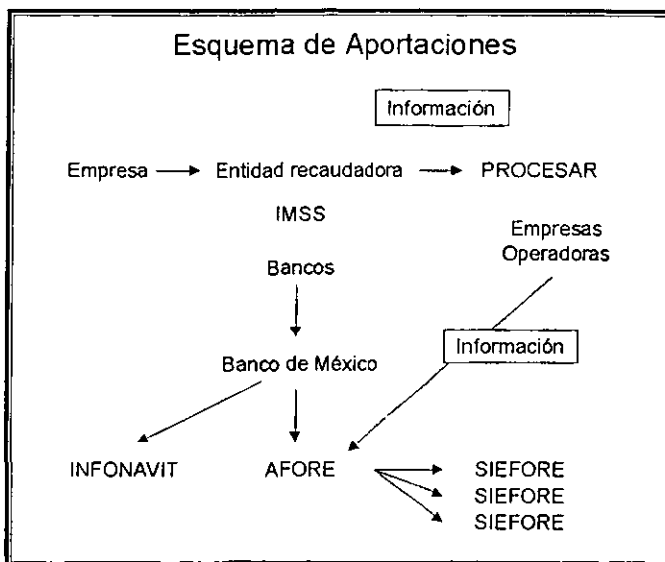 Esquema de Aportaciones
Información
Empresa Entidad recaudadora PROCESAR
IMSS
Empresas
Operadoras
Bancos
Información
Banco de México
INFONAVIT AFORE SIEFORE
SIEFORE
SIEFORE